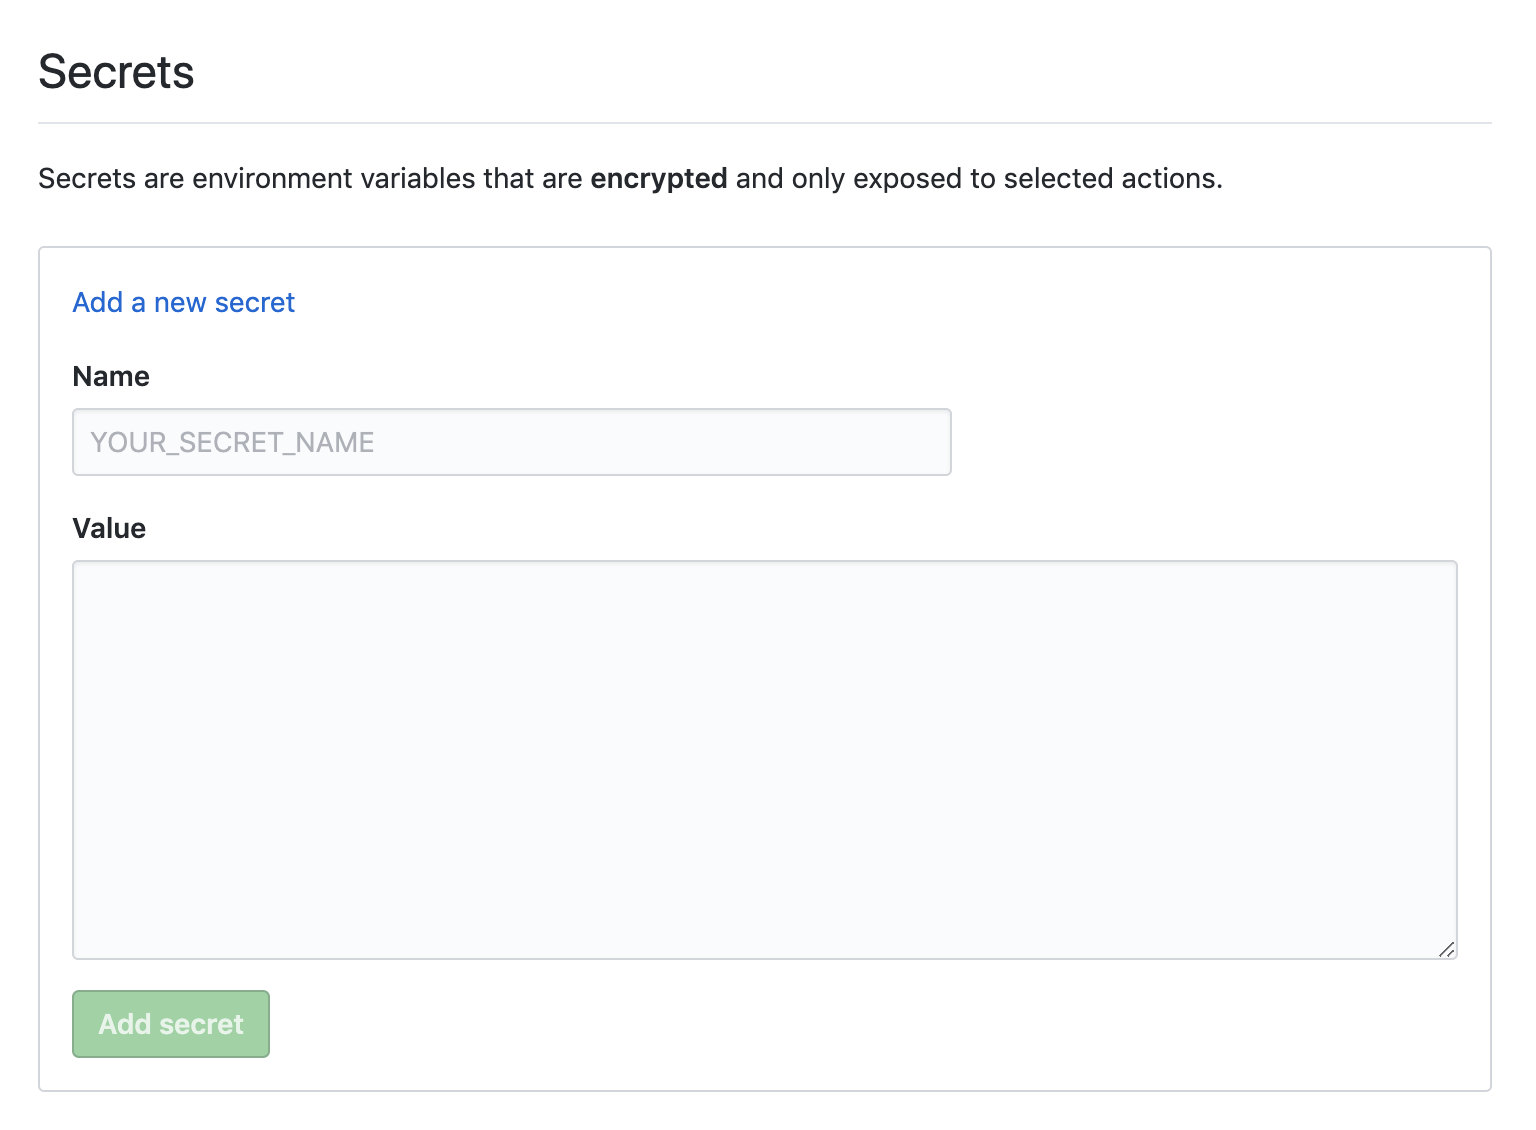 Secrets
Secrets are environment variables that are encrypted and only exposed to selected actions.
Add a new secret
Name
YOUR_SECRET_NAME
Value
Add secret